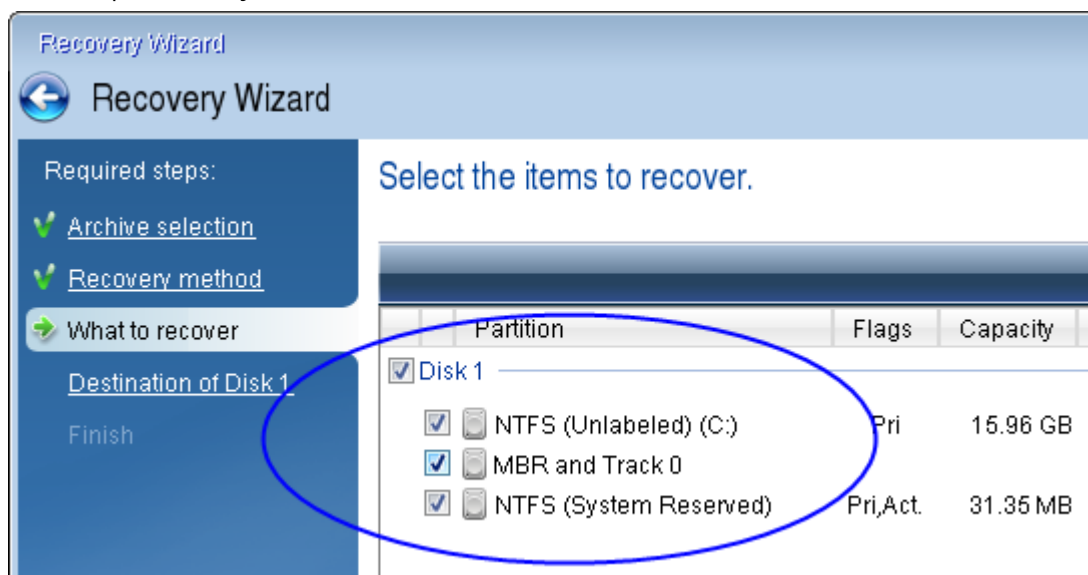 Recovery Wizard
Recovery Wizard
Required steps:
Archive selection
Recovery method
What to recover
Destination of Disk 1
Finish
Select the items to recover.
Partition Flags Capacity
Disk 1
NTFS (Unlabeled) (C:) Pri 15.96 GB
MBR and Track 0
NTFS (System Reserved) Pri,Act. 31.35 MB